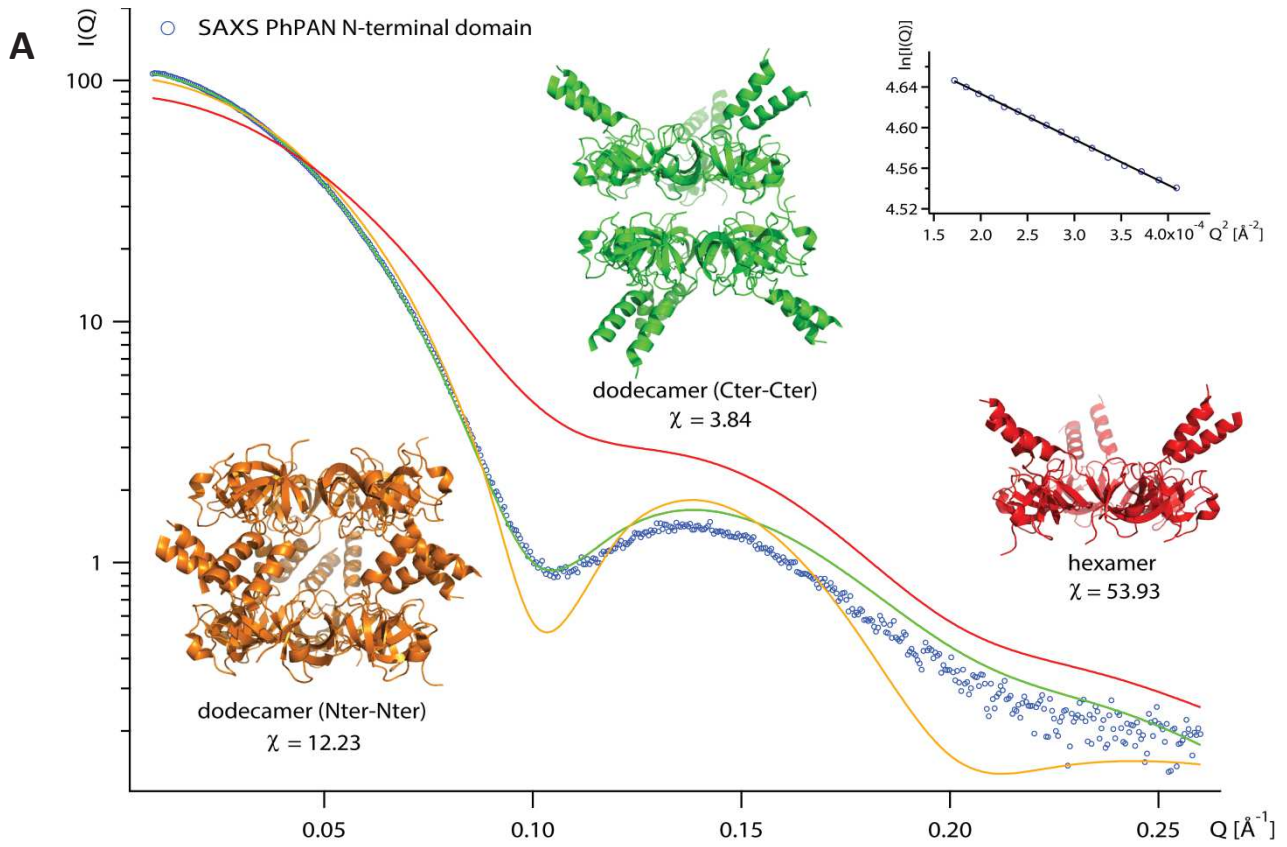 A
I(Q)
SAXS PhPAN N-terminal domain
100
10
1
ln[I(Q)]
4.64
4.60
4.56
4.52
1.5 2.0 2.5 3.0 3.5 4.0x10⁻⁴ Q² [Å⁻²]
dodecamer (Cter-Cter)
χ = 3.84
hexamer
χ = 53.93
dodecamer (Nter-Nter)
χ = 12.23
0.05 0.10 0.15 0.20 0.25 Q [Å⁻¹]